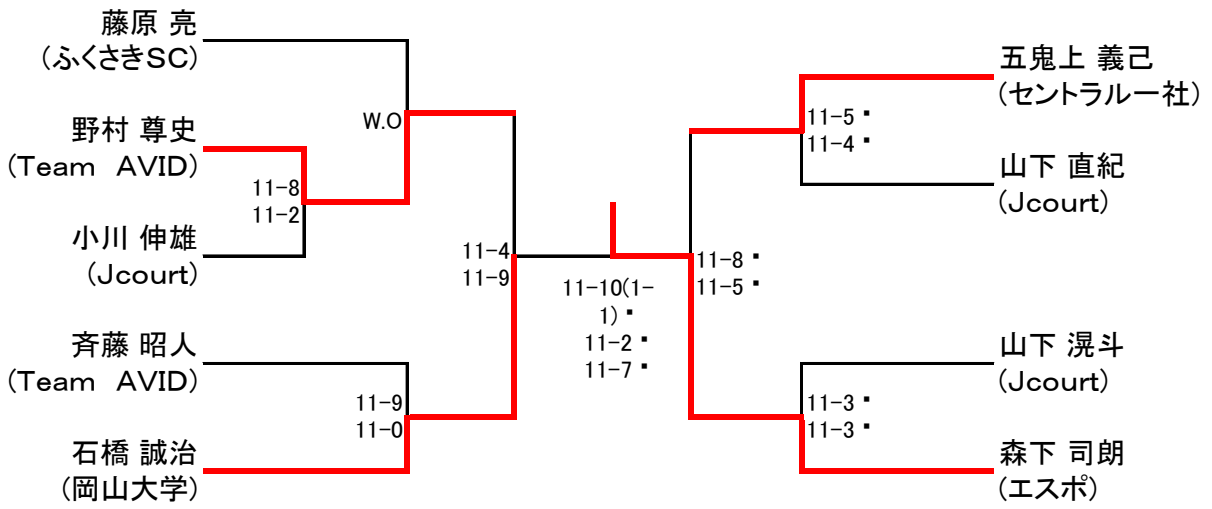 藤原 亮
(ふくさきSC)
野村 尊史
(Team AVID)
小川 伸雄
(Jcourt)
斉藤 昭人
(Team AVID)
石橋 誠治
(岡山大学)
11-8
11-2
W.O
11-9
11-0
11-4
11-9
11-10(1-
1)▪
11-2 ▪
11-7 ▪
11-8 ▪
11-5 ▪
11-5 ▪
11-4 ▪
11-3 ▪
11-3 ▪
五鬼上 義己
(セントラル一社)
山下 直紀
(Jcourt)
山下 滉斗
(Jcourt)
森下 司朗
(エスポ)